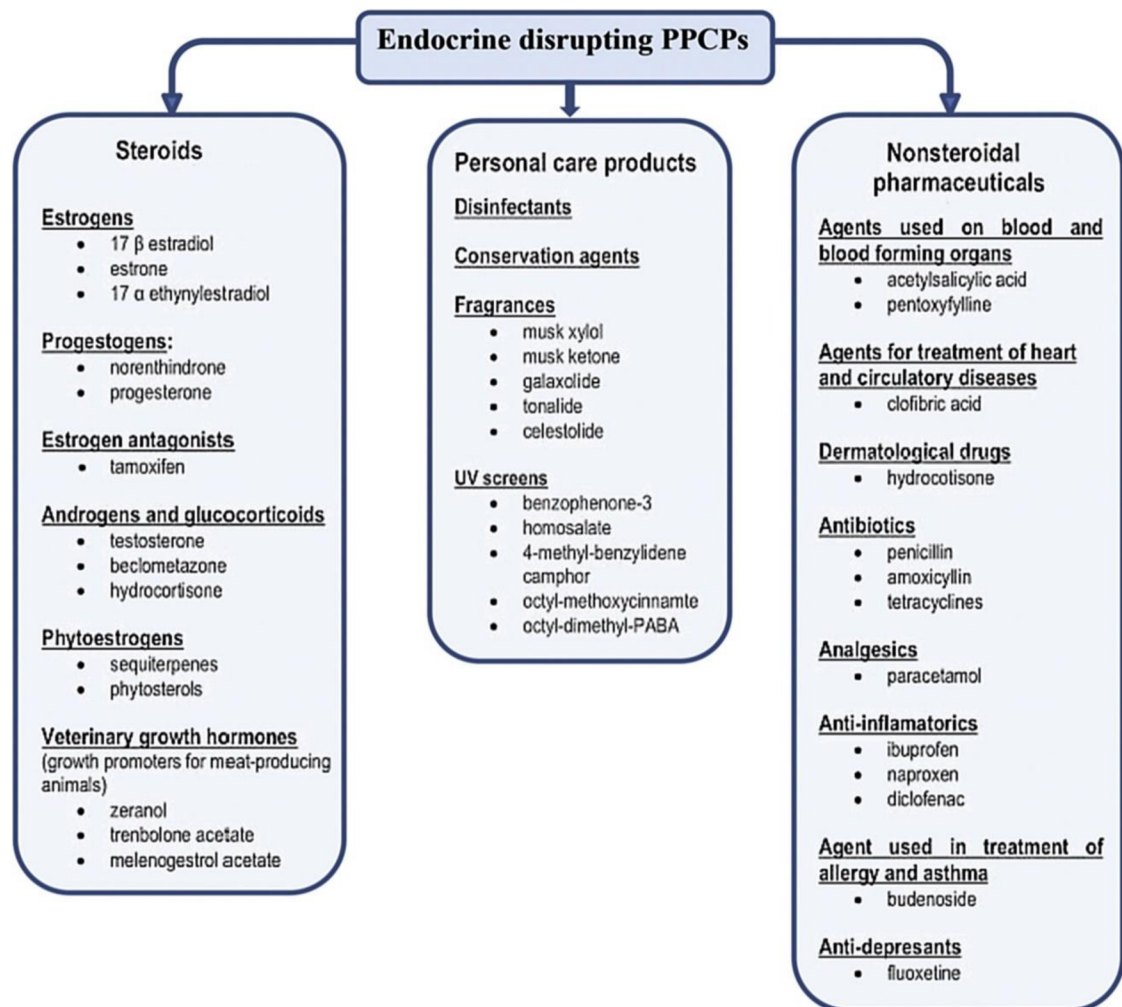 Endocrine disrupting PPCPs
Steroids
Estrogens
• 17 β estradiol
• estrone
• 17 α ethynylestradiol
Progestogens:
• norenthindrone
• progesterone
Estrogen antagonists
• tamoxifen
Androgens and glucocorticoids
• testosterone
• beclometazone
• hydrocortisone
Phytoestrogens
• sequiterpenes
• phytosterols
Veterinary growth hormones
(growth promoters for meat-producing
animals)
• zeranol
• trenbolone acetate
• melenogestrol acetate
Personal care products
Disinfectants
Conservation agents
Fragrances
• musk xylol
• musk ketone
• galaxolide
• tonalide
• celestolide
UV screens
• benzophenone-3
• homosalate
• 4-methyl-benzylidene
camphor
• octyl-methoxycinnamte
• octyl-dimethyl-PABA
Nonsteroidal
pharmaceuticals
Agents used on blood and
blood forming organs
• acetylsalicylic acid
• pentoxyfylline
Agents for treatment of heart
and circulatory diseases
• clofibric acid
Dermatological drugs
• hydrocotisone
Antibiotics
• penicillin
• amoxicyllin
• tetracyclines
Analgesics
• paracetamol
Anti-inflamatorics
• ibuprofen
• naproxen
• diclofenac
Agent used in treatment of
allergy and asthma
• budenoside
Anti-depresants
• fluoxetine